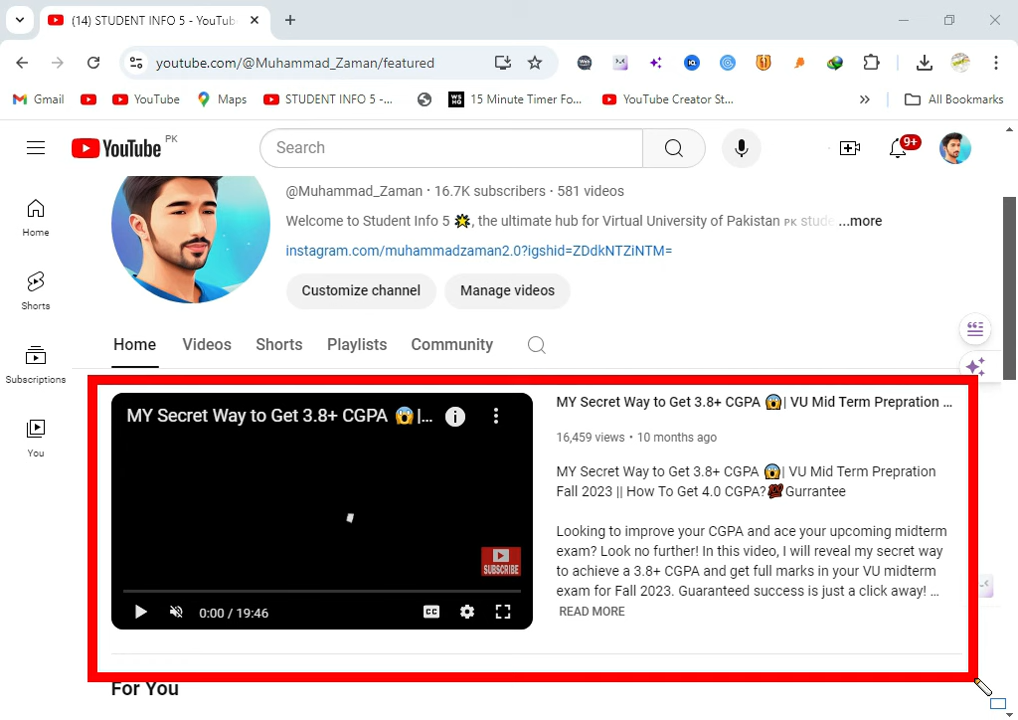 (14) STUDENT INFO 5 - YouTub
youtube.com/@Muhammad_Zaman/featured
Gmail
YouTube
Maps
STUDENT INFO 5 -...
15 Minute Timer Fo...
YouTube Creator St...
All Bookmarks
YouTube PK
Search
9+
@Muhammad_Zaman · 16.7K subscribers · 581 videos
Welcome to Student Info 5 💥, the ultimate hub for Virtual University of Pakistan PK stude ...more
instagram.com/muhammadzaman2.0?igshid=ZDdkNTZiNTM=
Customize channel
Manage videos
Home
Shorts
Subscriptions
You
Home
Videos
Shorts
Playlists
Community
MY Secret Way to Get 3.8+ CGPA 😱|...
SUBSCRIBE
0:00 / 19:46
CC
MY Secret Way to Get 3.8+ CGPA 😱| VU Mid Term Prepration ...
16,459 views • 10 months ago
MY Secret Way to Get 3.8+ CGPA 😱| VU Mid Term Prepration
Fall 2023 || How To Get 4.0 CGPA?💯Gurrantee
Looking to improve your CGPA and ace your upcoming midterm
exam? Look no further! In this video, I will reveal my secret way
to achieve a 3.8+ CGPA and get full marks in your VU midterm
exam for Fall 2023. Guaranteed success is just a click away! ...
READ MORE
For You